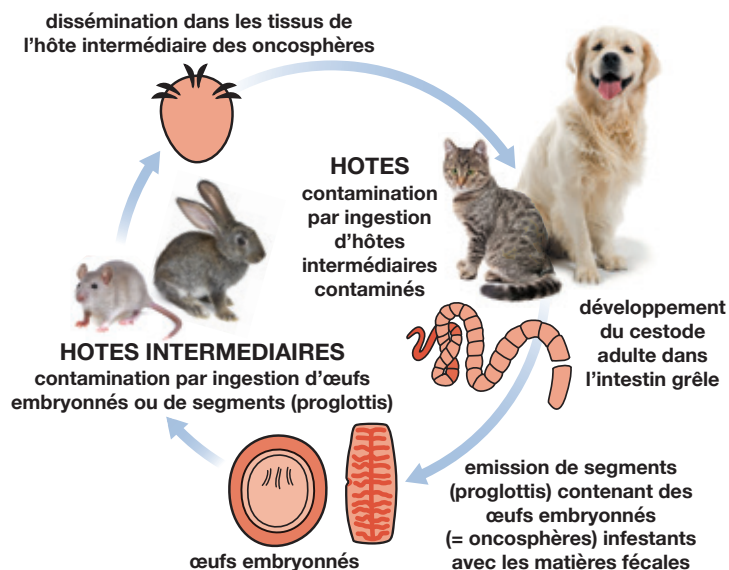 dissémination dans les tissus de
l'hôte intermédiaire des oncosphères
HOTES
contamination
par ingestion
d'hôtes
intermédiaires
contaminés
développement
du cestode
adulte dans
l'intestin grêle
emission de segments
(proglottis) contenant des
œufs embryonnés
(= oncosphères) infestants
avec les matières fécales
œufs embryonnés
HOTES INTERMEDIAIRES
contamination par ingestion d'œufs
embryonnés ou de segments (proglottis)